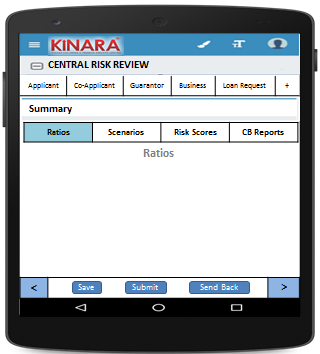 KINARA
CENTRAL RISK REVIEW
Applicant Co-Applicant Guarantor Business Loan Request +
Summary
Ratios Scenarios Risk Scores CB Reports
Ratios
< Save Submit Send Back >